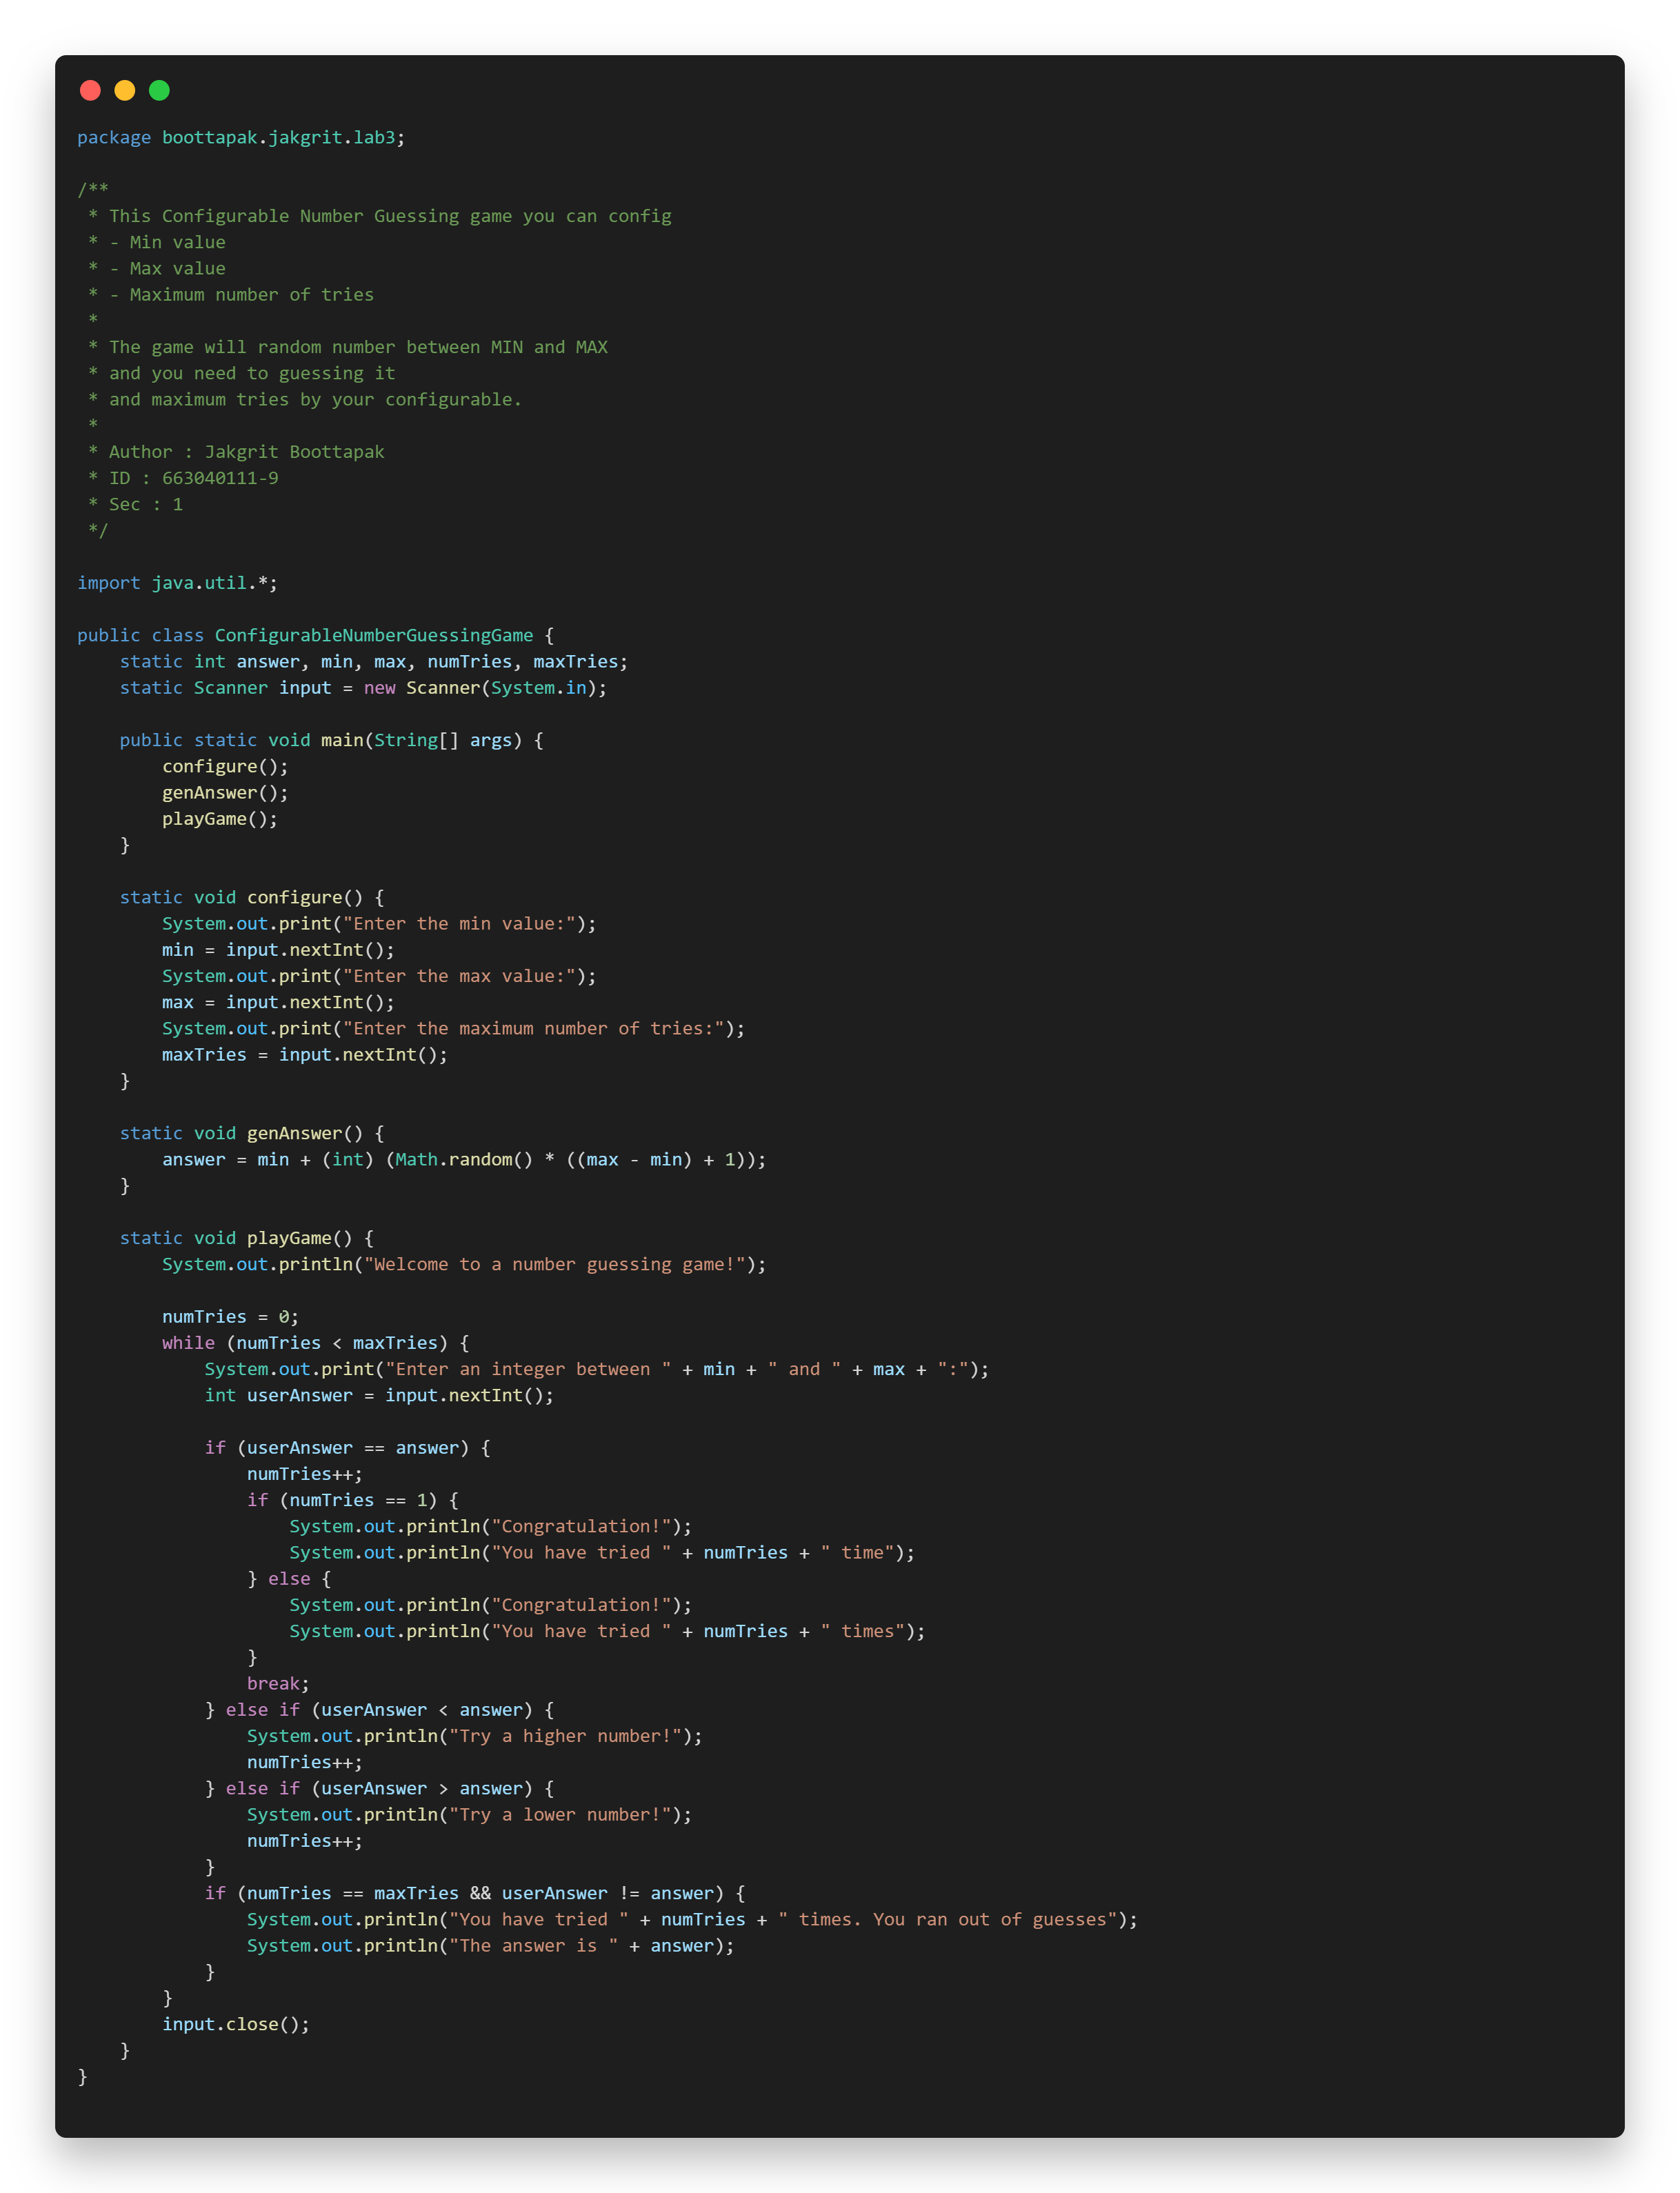 package boottapak.jakgrit.lab3;

/**
 * This Configurable Number Guessing game you can config
 * - Min value
 * - Max value
 * - Maximum number of tries
 *
 * The game will random number between MIN and MAX
 * and you need to guessing it
 * and maximum tries by your configurable.
 *
 * Author : Jakgrit Boottapak
 * ID : 663040111-9
 * Sec : 1
 */

import java.util.*;

public class ConfigurableNumberGuessingGame {
    static int answer, min, max, numTries, maxTries;
    static Scanner input = new Scanner(System.in);

    public static void main(String[] args) {
        configure();
        genAnswer();
        playGame();
    }

    static void configure() {
        System.out.print("Enter the min value:");
        min = input.nextInt();
        System.out.print("Enter the max value:");
        max = input.nextInt();
        System.out.print("Enter the maximum number of tries:");
        maxTries = input.nextInt();
    }

    static void genAnswer() {
        answer = min + (int) (Math.random() * ((max - min) + 1));
    }

    static void playGame() {
        System.out.println("Welcome to a number guessing game!");

        numTries = 0;
        while (numTries < maxTries) {
            System.out.print("Enter an integer between " + min + " and " + max + ":");
            int userAnswer = input.nextInt();

            if (userAnswer == answer) {
                numTries++;
                if (numTries == 1) {
                    System.out.println("Congratulation!");
                    System.out.println("You have tried " + numTries + " time");
                } else {
                    System.out.println("Congratulation!");
                    System.out.println("You have tried " + numTries + " times");
                }
                break;
            } else if (userAnswer < answer) {
                System.out.println("Try a higher number!");
                numTries++;
            } else if (userAnswer > answer) {
                System.out.println("Try a lower number!");
                numTries++;
            }
            if (numTries == maxTries && userAnswer != answer) {
                System.out.println("You have tried " + numTries + " times. You ran out of guesses");
                System.out.println("The answer is " + answer);
            }
        }
        input.close();
    }
}